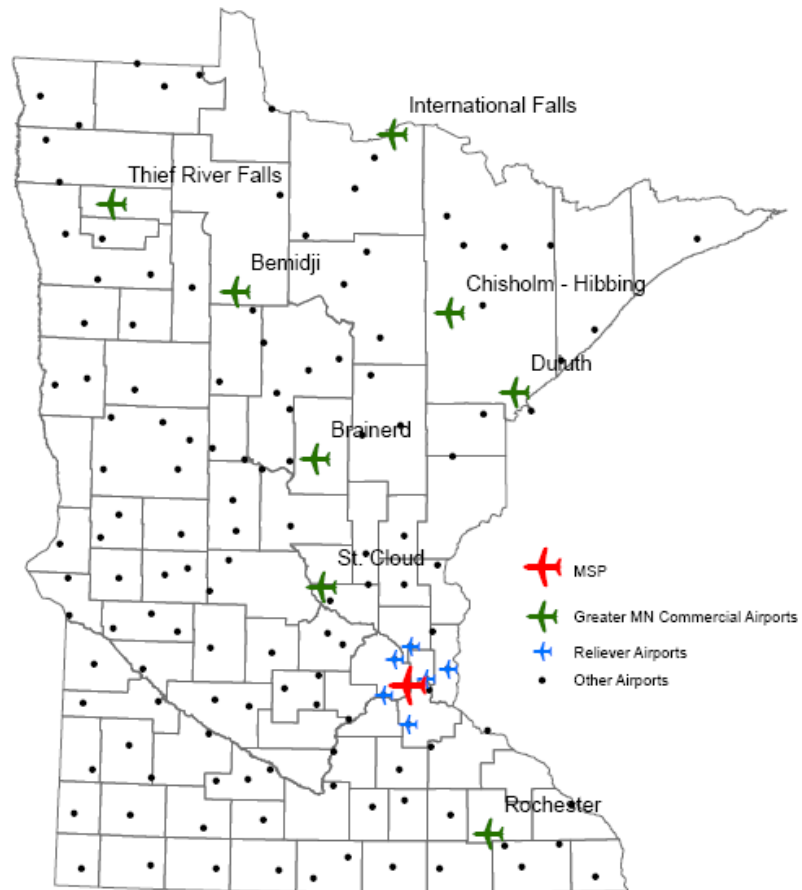 International Falls
Thief River Falls
Bemidji
Chisholm - Hibbing
Duluth
Brainerd
St. Cloud
MSP
Greater MN Commercial Airports
Reliever Airports
Other Airports
Rochester